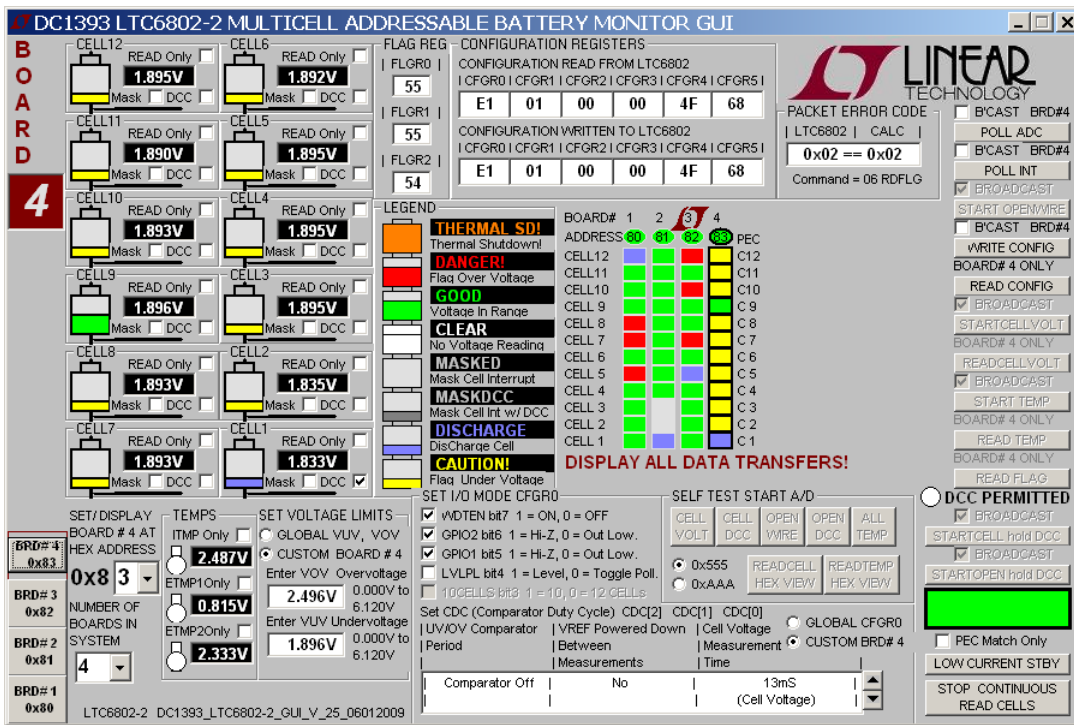 DC1393 LTC6802-2 MULTICELL ADDRESSABLE BATTERY MONITOR GUI
BOARD
4
CELL12
READ Only
1.895V
Mask DCC
CELL6
READ Only
1.892V
Mask DCC
CELL11
READ Only
1.890V
Mask DCC
CELL5
READ Only
1.895V
Mask DCC
CELL10
READ Only
1.893V
Mask DCC
CELL4
READ Only
1.895V
Mask DCC
CELL9
READ Only
1.896V
Mask DCC
CELL3
READ Only
1.895V
Mask DCC
CELL8
READ Only
1.893V
Mask DCC
CELL2
READ Only
1.835V
Mask DCC
CELL7
READ Only
1.893V
Mask DCC
CELL1
READ Only
1.833V
Mask DCC
FLAG REG
| FLGR0 |
55
| FLGR1 |
55
| FLGR2 |
54
CONFIGURATION REGISTERS
CONFIGURATION READ FROM LTC6802
| CFGR0 | CFGR1 | CFGR2 | CFGR3 | CFGR4 | CFGR5 |
E1 01 00 00 4F 68
CONFIGURATION WRITTEN TO LTC6802
| CFGR0 | CFGR1 | CFGR2 | CFGR3 | CFGR4 | CFGR5 |
E1 01 00 00 4F 68
LINEAR
TECHNOLOGY
PACKET ERROR CODE
| LTC6802 | CALC |
0x02 == 0x02
Command = 06 RDFLG
LEGEND
THERMAL SD!
Thermal Shutdown!
DANGER!
Flag Over Voltage
GOOD
Voltage In Range
CLEAR
No Voltage Reading
MASKED
Mask Cell Interrupt
MASKDCC
Mask Cell Int w/ DCC
DISCHARGE
DisCharge Cell
CAUTION!
Flag Under Voltage
BOARD# 1 2 3 4
ADDRESS 80 81 82 83 PEC
CELL12 C12
CELL11 C11
CELL10 C10
CELL 9 C 9
CELL 8 C 8
CELL 7 C 7
CELL 6 C 6
CELL 5 C 5
CELL 4 C 4
CELL 3 C 3
CELL 2 C 2
CELL 1 C 1
DISPLAY ALL DATA TRANSFERS!
B'CAST BRD#4
POLL ADC
B'CAST BRD#4
POLL INT
BROADCAST
START OPENWIRE
B'CAST BRD#4
WRITE CONFIG
BOARD# 4 ONLY
READ CONFIG
BROADCAST
STARTCELLVOLT
BOARD# 4 ONLY
READCELLVOLT
BROADCAST
START TEMP
BOARD# 4 ONLY
READ TEMP
BOARD# 4 ONLY
READ FLAG
DCC PERMITTED
BROADCAST
STARTCELL hold DCC
BROADCAST
STARTOPEN hold DCC
PEC Match Only
LOW CURRENT STBY
STOP CONTINUOUS
READ CELLS
BRD# 4
0x83
BRD# 3
0x82
BRD# 2
0x81
BRD# 1
0x80
SET/DISPLAY
BOARD # 4 AT
HEX ADDRESS
0x8 3
NUMBER OF
BOARDS IN
SYSTEM
4
TEMPS
ITMP Only
2.487V
ETMP1Only
0.815V
ETMP2Only
2.333V
SET VOLTAGE LIMITS
GLOBAL VUV, VOV
CUSTOM BOARD # 4
Enter VOV Overvoltage
2.496V 0.000V to
6.120V
Enter VUV Undervoltage
1.896V 0.000V to
6.120V
LTC6802-2 DC1393_LTC6802-2_GUI_V_25_06012009
SET I/O MODE CFGR0
WDTEN bit7 1 = ON, 0 = OFF
GPIO2 bit6 1 = Hi-Z, 0 = Out Low.
GPIO1 bit5 1 = Hi-Z, 0 = Out Low.
LVLPL bit4 1 = Level, 0 = Toggle Poll.
10CELLS bit3 1 = 10, 0 = 12 CELLs
SELF TEST START A/D
CELL VOLT
CELL DCC
OPEN WIRE
OPEN DCC
ALL TEMP
0x555
0xAAA
READCELL HEX VIEW
READTEMP HEX VIEW
Set CDC (Comparator Duty Cycle) CDC[2] CDC[1] CDC[0]
GLOBAL CFGR0
CUSTOM BRD# 4
| UV/OV Comparator | VREF Powered Down | Cell Voltage
| Period | Between | Measurement
| | Measurements | Time |
| Comparator Off | No | 13mS |
| | | (Cell Voltage) |